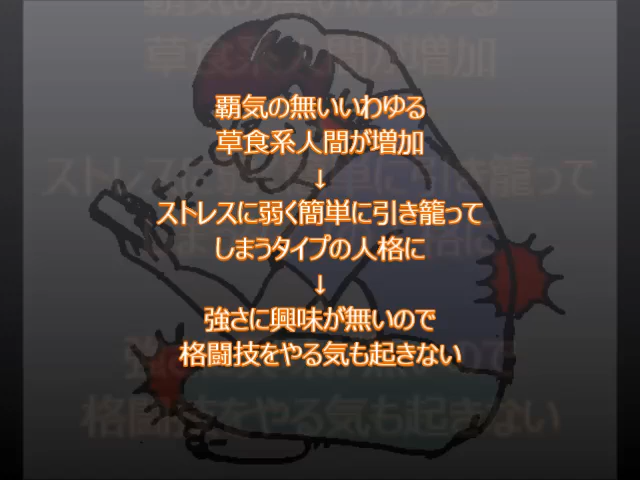 覇気の無いいわゆる
草食系人間が増加
↓
ストレスに弱く簡単に引き籠って
しまうタイプの人格に
↓
強さに興味が無いので
格闘技をやる気も起きない